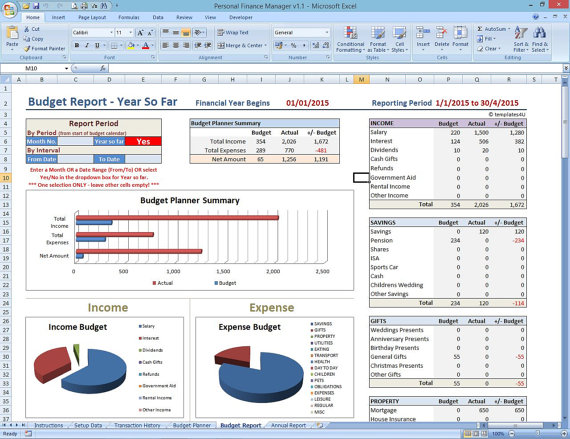 Personal Finance Manager v1.1 - Microsoft Excel
Home Insert Page Layout Formulas Data Review View Developer
Paste Cut Copy Format Painter Clipboard
Calibri 11 Font
Wrap Text Merge & Center Alignment
General Number
Conditional Formatting Format as Table Cell Styles Styles
Insert Delete Format Cells
AutoSum Fill Clear Sort & Filter Find & Select Editing
M10
A B C D E F G H I J K L M N O P Q R S T
Budget Report - Year So Far Financial Year Begins 01/01/2015 Reporting Period 1/1/2015 to 30/4/2015
© templates4U
Report Period
By Period (from start of budget calendar)
Month No. Year so far Yes
By Interval
From Date To Date
Enter a Month OR a Date Range (From/To) OR select
Yes/No in the dropdown box for Year so far.
*** One selection ONLY - leave other cells empty! ***
Budget Planner Summary
Budget Actual +/- Budget
Total Income 354 2,026 1,672
Total Expenses 289 770 -481
Net Amount 65 1,256 1,191
Budget Planner Summary
Total Income
Total Expenses
Net Amount
0 500 1,000 1,500 2,000 2,500
Actual Budget
Income
Income Budget
Salary
Interest
Dividends
Cash Gifts
Refunds
Government Aid
Rental Income
Other Income
Expense
Expense Budget
SAVINGS
GIFTS
PROPERTY
UTILITIES
EATING
TRANSPORT
HEALTH
DAY TO DAY
CHILDREN
PETS
OBLIGATIONS
EXPENSES
LEISURE
REGULAR
MISC
INCOME Budget Actual +/- Budget
Salary 220 1,500 1,280
Interest 124 506 382
Dividends 10 20 10
Cash Gifts 0 0 0
Refunds 0 0 0
Government Aid 0 0 0
Rental Income 0 0 0
Other Income 0 0 0
Total 354 2,026 1,672
SAVINGS Budget Actual +/- Budget
Savings 0 120 120
Pension 234 0 -234
Shares 0 0 0
ISA 0 0 0
Sports Car 0 0 0
Cash 0 0 0
Childrens Wedding 0 0 0
Other Savings 0 0 0
Total 234 120 -114
GIFTS Budget Actual +/- Budget
Weddings Presents 0 0 0
Anniversary Presents 0 0 0
Birthday Presents 0 0 0
General Gifts 55 0 -55
Christmas Presents 0 0 0
Other Gifts 0 0 0
Total 55 0 -55
PROPERTY Budget Actual +/- Budget
Mortgage 0 650 650
House Insurance 0 0 0
Instructions Setup Data Transaction History Budget Planner Budget Report Annual Report
Ready 100%